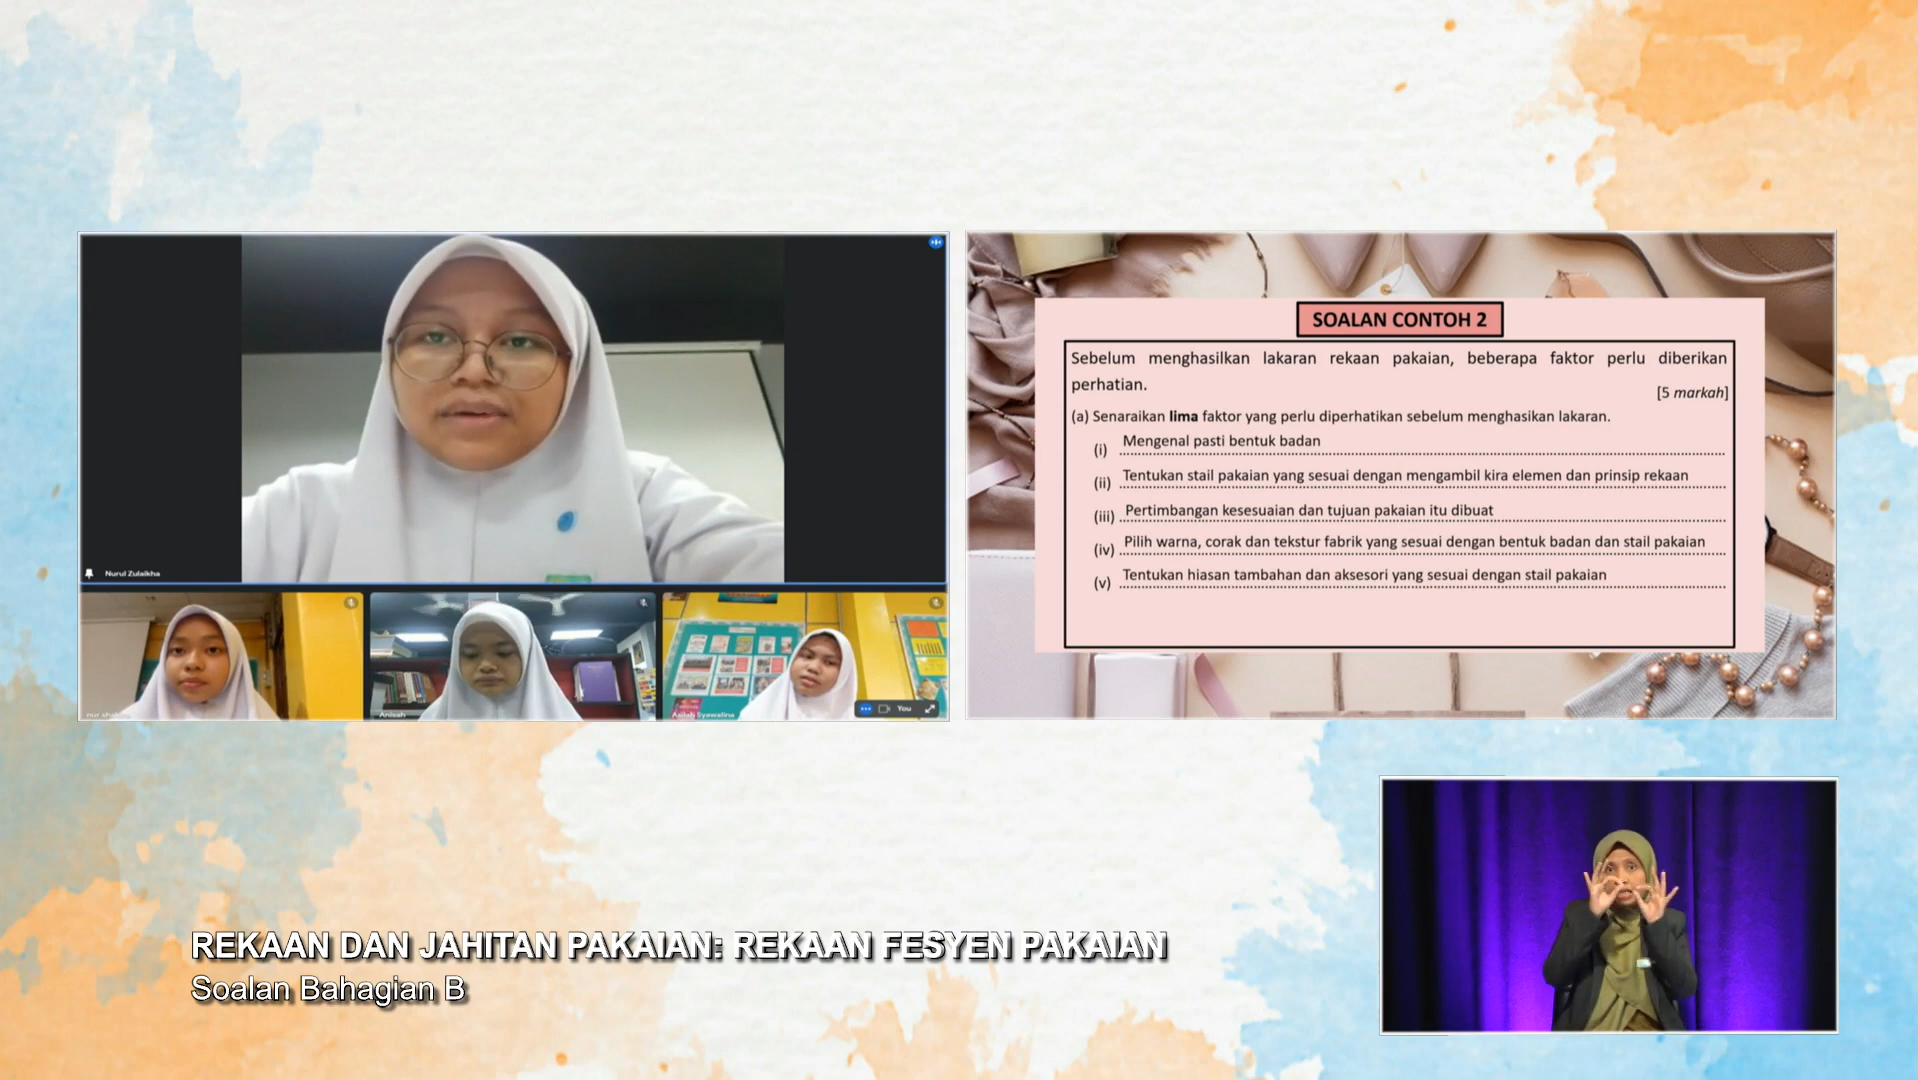 Nurul Zulaikha
Anisah
Asilah Syawalina
You
SOALAN CONTOH 2
Sebelum menghasilkan lakaran rekaan pakaian, beberapa faktor perlu diberikan
perhatian.
[5 markah]
(a) Senaraikan lima faktor yang perlu diperhatikan sebelum menghasikan lakaran.
(i) Mengenal pasti bentuk badan
(ii) Tentukan stail pakaian yang sesuai dengan mengambil kira elemen dan prinsip rekaan
(iii) Pertimbangan kesesuaian dan tujuan pakaian itu dibuat
(iv) Pilih warna, corak dan tekstur fabrik yang sesuai dengan bentuk badan dan stail pakaian
(v) Tentukan hiasan tambahan dan aksesori yang sesuai dengan stail pakaian
REKAAN DAN JAHITAN PAKAIAN: REKAAN FESYEN PAKAIAN
Soalan Bahagian B